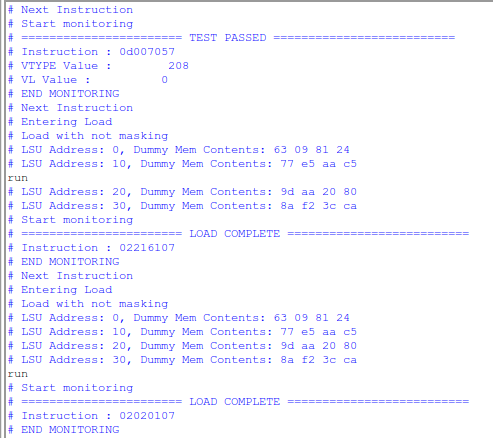 # Next Instruction
# Start monitoring
# ======================= TEST PASSED ==========================
# Instruction : 0d007057
# VTYPE Value :        208
# VL Value :          0
# END MONITORING
# Next Instruction
# Entering Load
# Load with not masking
# LSU Address: 0, Dummy Mem Contents: 63 09 81 24
# LSU Address: 10, Dummy Mem Contents: 77 e5 aa c5
run
# LSU Address: 20, Dummy Mem Contents: 9d aa 20 80
# LSU Address: 30, Dummy Mem Contents: 8a f2 3c ca
# Start monitoring
# ======================= LOAD COMPLETE ==========================
# Instruction : 02216107
# END MONITORING
# Next Instruction
# Entering Load
# Load with not masking
# LSU Address: 0, Dummy Mem Contents: 63 09 81 24
# LSU Address: 10, Dummy Mem Contents: 77 e5 aa c5
# LSU Address: 20, Dummy Mem Contents: 9d aa 20 80
# LSU Address: 30, Dummy Mem Contents: 8a f2 3c ca
run
# Start monitoring
# ======================= LOAD COMPLETE ==========================
# Instruction : 02020107
# END MONITORING